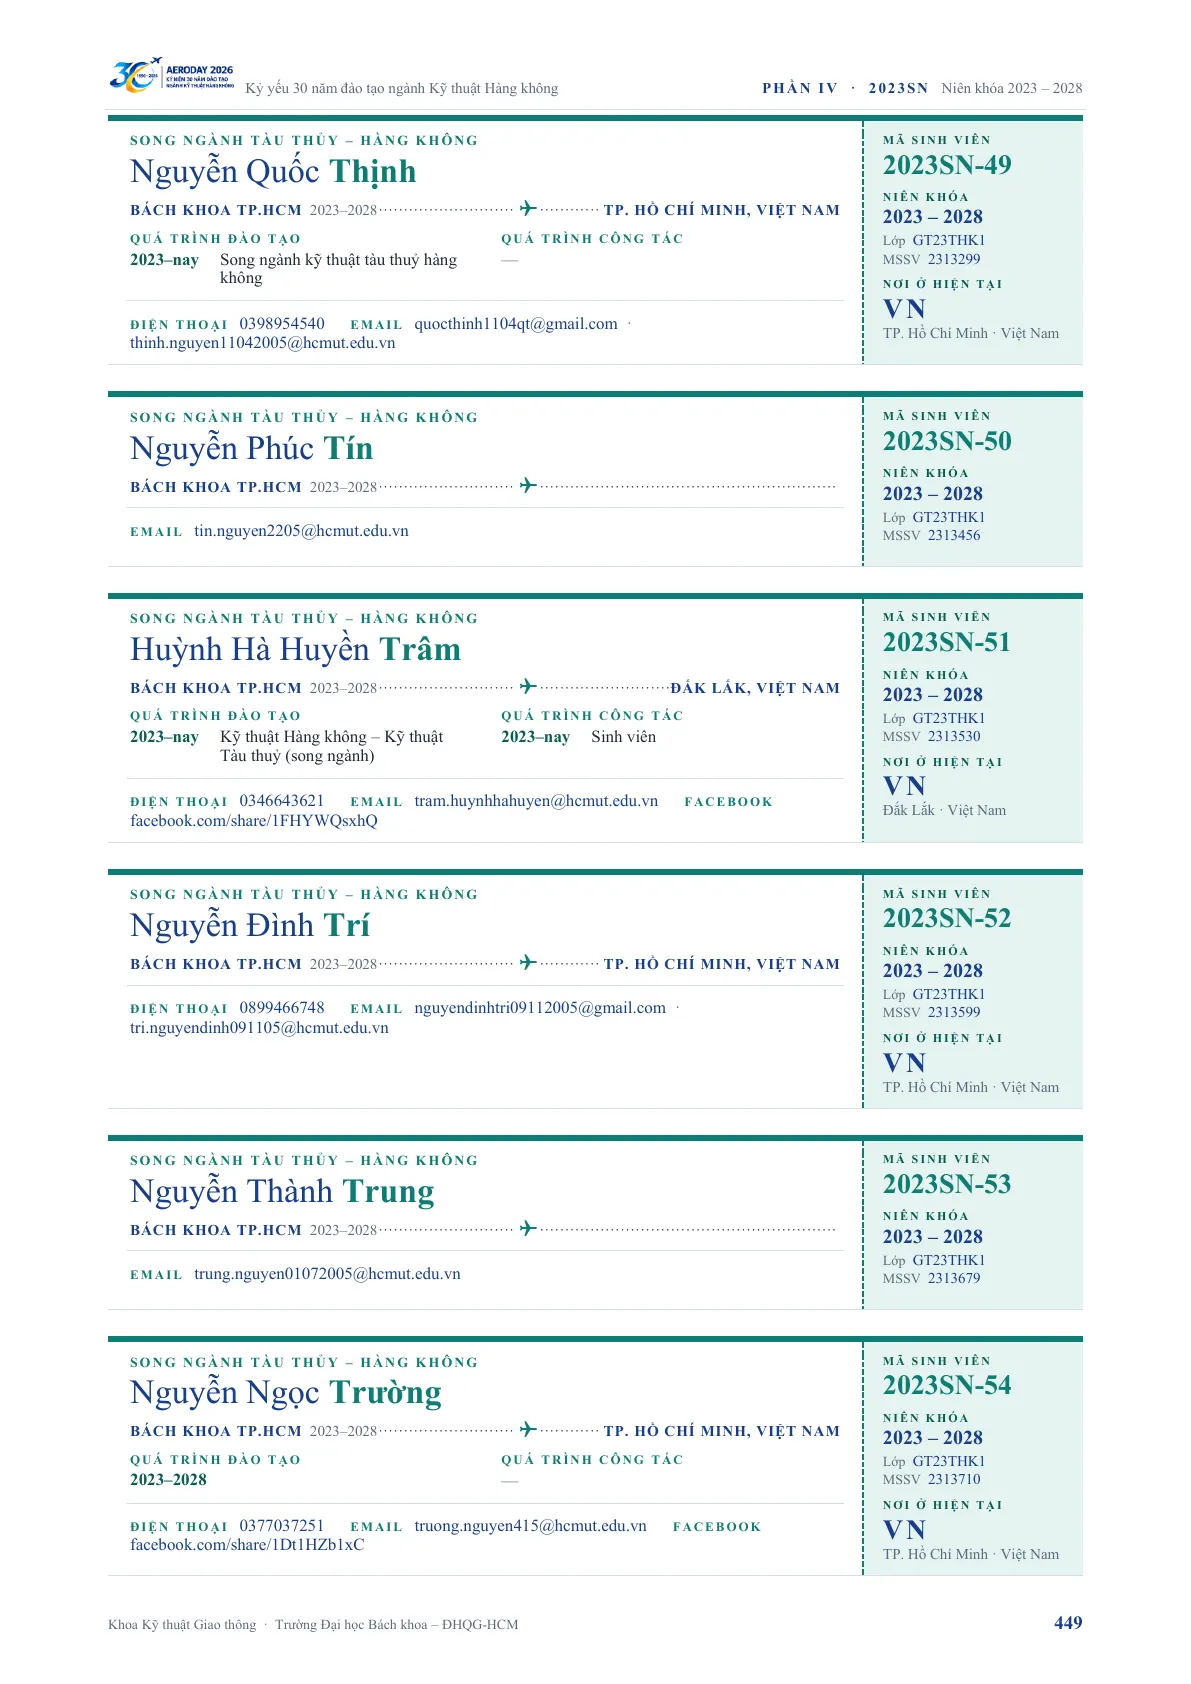 30
1996 - 2026
AERODAY 2026
KỶ NIỆM 30 NĂM ĐÀO TẠO
NGÀNH KỸ THUẬT HÀNG KHÔNG
Kỷ yếu 30 năm đào tạo ngành Kỹ thuật Hàng không
PHẦN IV · 2023SN Niên khóa 2023 – 2028
SONG NGÀNH TÀU THỦY – HÀNG KHÔNG
Nguyễn Quốc Thịnh
BÁCH KHOA TP.HCM 2023–2028 TP. HỒ CHÍ MINH, VIỆT NAM
QUÁ TRÌNH ĐÀO TẠO
2023–nay Song ngành kỹ thuật tàu thuỷ hàng
không
QUÁ TRÌNH CÔNG TÁC
—
ĐIỆN THOẠI 0398954540 EMAIL quocthinh1104qt@gmail.com ·
thinh.nguyen11042005@hcmut.edu.vn
MÃ SINH VIÊN
2023SN-49
NIÊN KHÓA
2023 – 2028
Lớp GT23THK1
MSSV 2313299
NƠI Ở HIỆN TẠI
VN
TP. Hồ Chí Minh · Việt Nam
SONG NGÀNH TÀU THỦY – HÀNG KHÔNG
Nguyễn Phúc Tín
BÁCH KHOA TP.HCM 2023–2028
EMAIL tin.nguyen2205@hcmut.edu.vn
MÃ SINH VIÊN
2023SN-50
NIÊN KHÓA
2023 – 2028
Lớp GT23THK1
MSSV 2313456
SONG NGÀNH TÀU THỦY – HÀNG KHÔNG
Huỳnh Hà Huyền Trâm
BÁCH KHOA TP.HCM 2023–2028 ĐẮK LẮK, VIỆT NAM
QUÁ TRÌNH ĐÀO TẠO
2023–nay Kỹ thuật Hàng không – Kỹ thuật
Tàu thuỷ (song ngành)
QUÁ TRÌNH CÔNG TÁC
2023–nay Sinh viên
ĐIỆN THOẠI 0346643621 EMAIL tram.huynhhahuyen@hcmut.edu.vn FACEBOOK
facebook.com/share/1FHYWQsxhQ
MÃ SINH VIÊN
2023SN-51
NIÊN KHÓA
2023 – 2028
Lớp GT23THK1
MSSV 2313530
NƠI Ở HIỆN TẠI
VN
Đắk Lắk · Việt Nam
SONG NGÀNH TÀU THỦY – HÀNG KHÔNG
Nguyễn Đình Trí
BÁCH KHOA TP.HCM 2023–2028 TP. HỒ CHÍ MINH, VIỆT NAM
ĐIỆN THOẠI 0899466748 EMAIL nguyendinhtri09112005@gmail.com ·
tri.nguyendinh091105@hcmut.edu.vn
MÃ SINH VIÊN
2023SN-52
NIÊN KHÓA
2023 – 2028
Lớp GT23THK1
MSSV 2313599
NƠI Ở HIỆN TẠI
VN
TP. Hồ Chí Minh · Việt Nam
SONG NGÀNH TÀU THỦY – HÀNG KHÔNG
Nguyễn Thành Trung
BÁCH KHOA TP.HCM 2023–2028
EMAIL trung.nguyen01072005@hcmut.edu.vn
MÃ SINH VIÊN
2023SN-53
NIÊN KHÓA
2023 – 2028
Lớp GT23THK1
MSSV 2313679
SONG NGÀNH TÀU THỦY – HÀNG KHÔNG
Nguyễn Ngọc Trường
BÁCH KHOA TP.HCM 2023–2028 TP. HỒ CHÍ MINH, VIỆT NAM
QUÁ TRÌNH ĐÀO TẠO
2023–2028
QUÁ TRÌNH CÔNG TÁC
—
ĐIỆN THOẠI 0377037251 EMAIL truong.nguyen415@hcmut.edu.vn FACEBOOK
facebook.com/share/1Dt1HZb1xC
MÃ SINH VIÊN
2023SN-54
NIÊN KHÓA
2023 – 2028
Lớp GT23THK1
MSSV 2313710
NƠI Ở HIỆN TẠI
VN
TP. Hồ Chí Minh · Việt Nam
Khoa Kỹ thuật Giao thông · Trường Đại học Bách khoa – ĐHQG-HCM
449